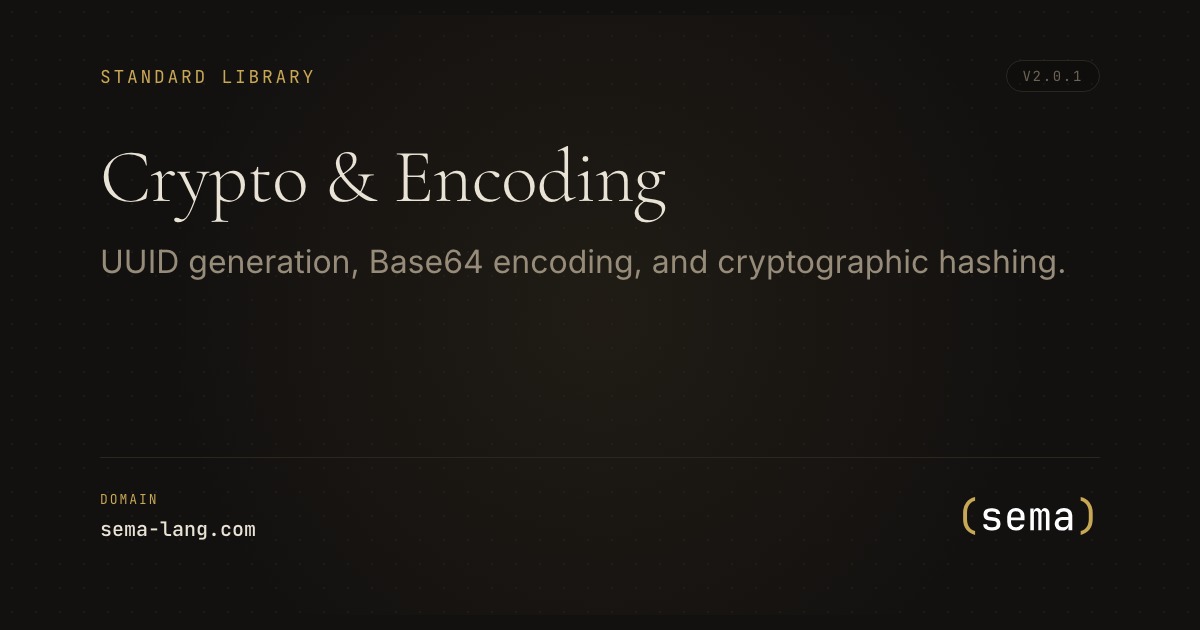 STANDARD LIBRARY
V2.0.1
Crypto & Encoding
UUID generation, Base64 encoding, and cryptographic hashing.
DOMAIN
sema-lang.com
(sema)